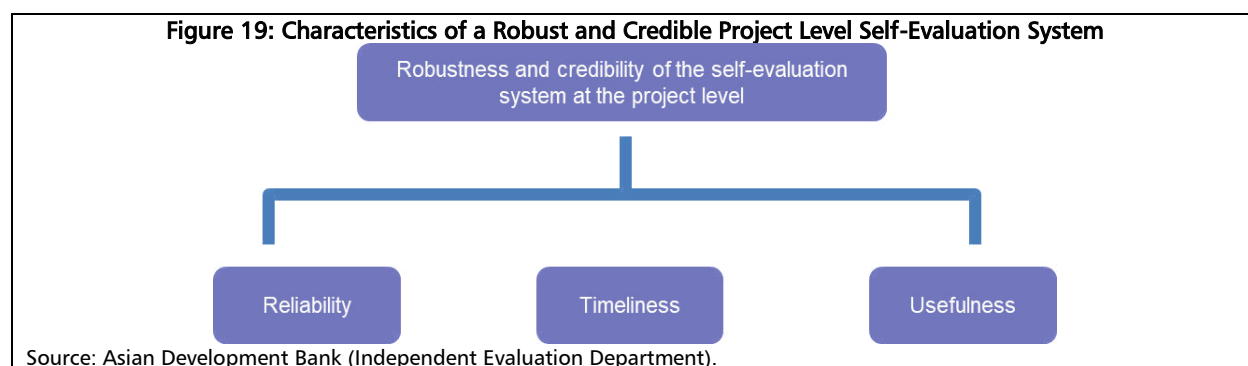 Figure 19: Characteristics of a Robust and Credible Project Level Self-Evaluation System
Robustness and credibility of the self-evaluation
system at the project level
Reliability
Timeliness
Usefulness
Source: Asian Development Bank (Independent Evaluation Department).